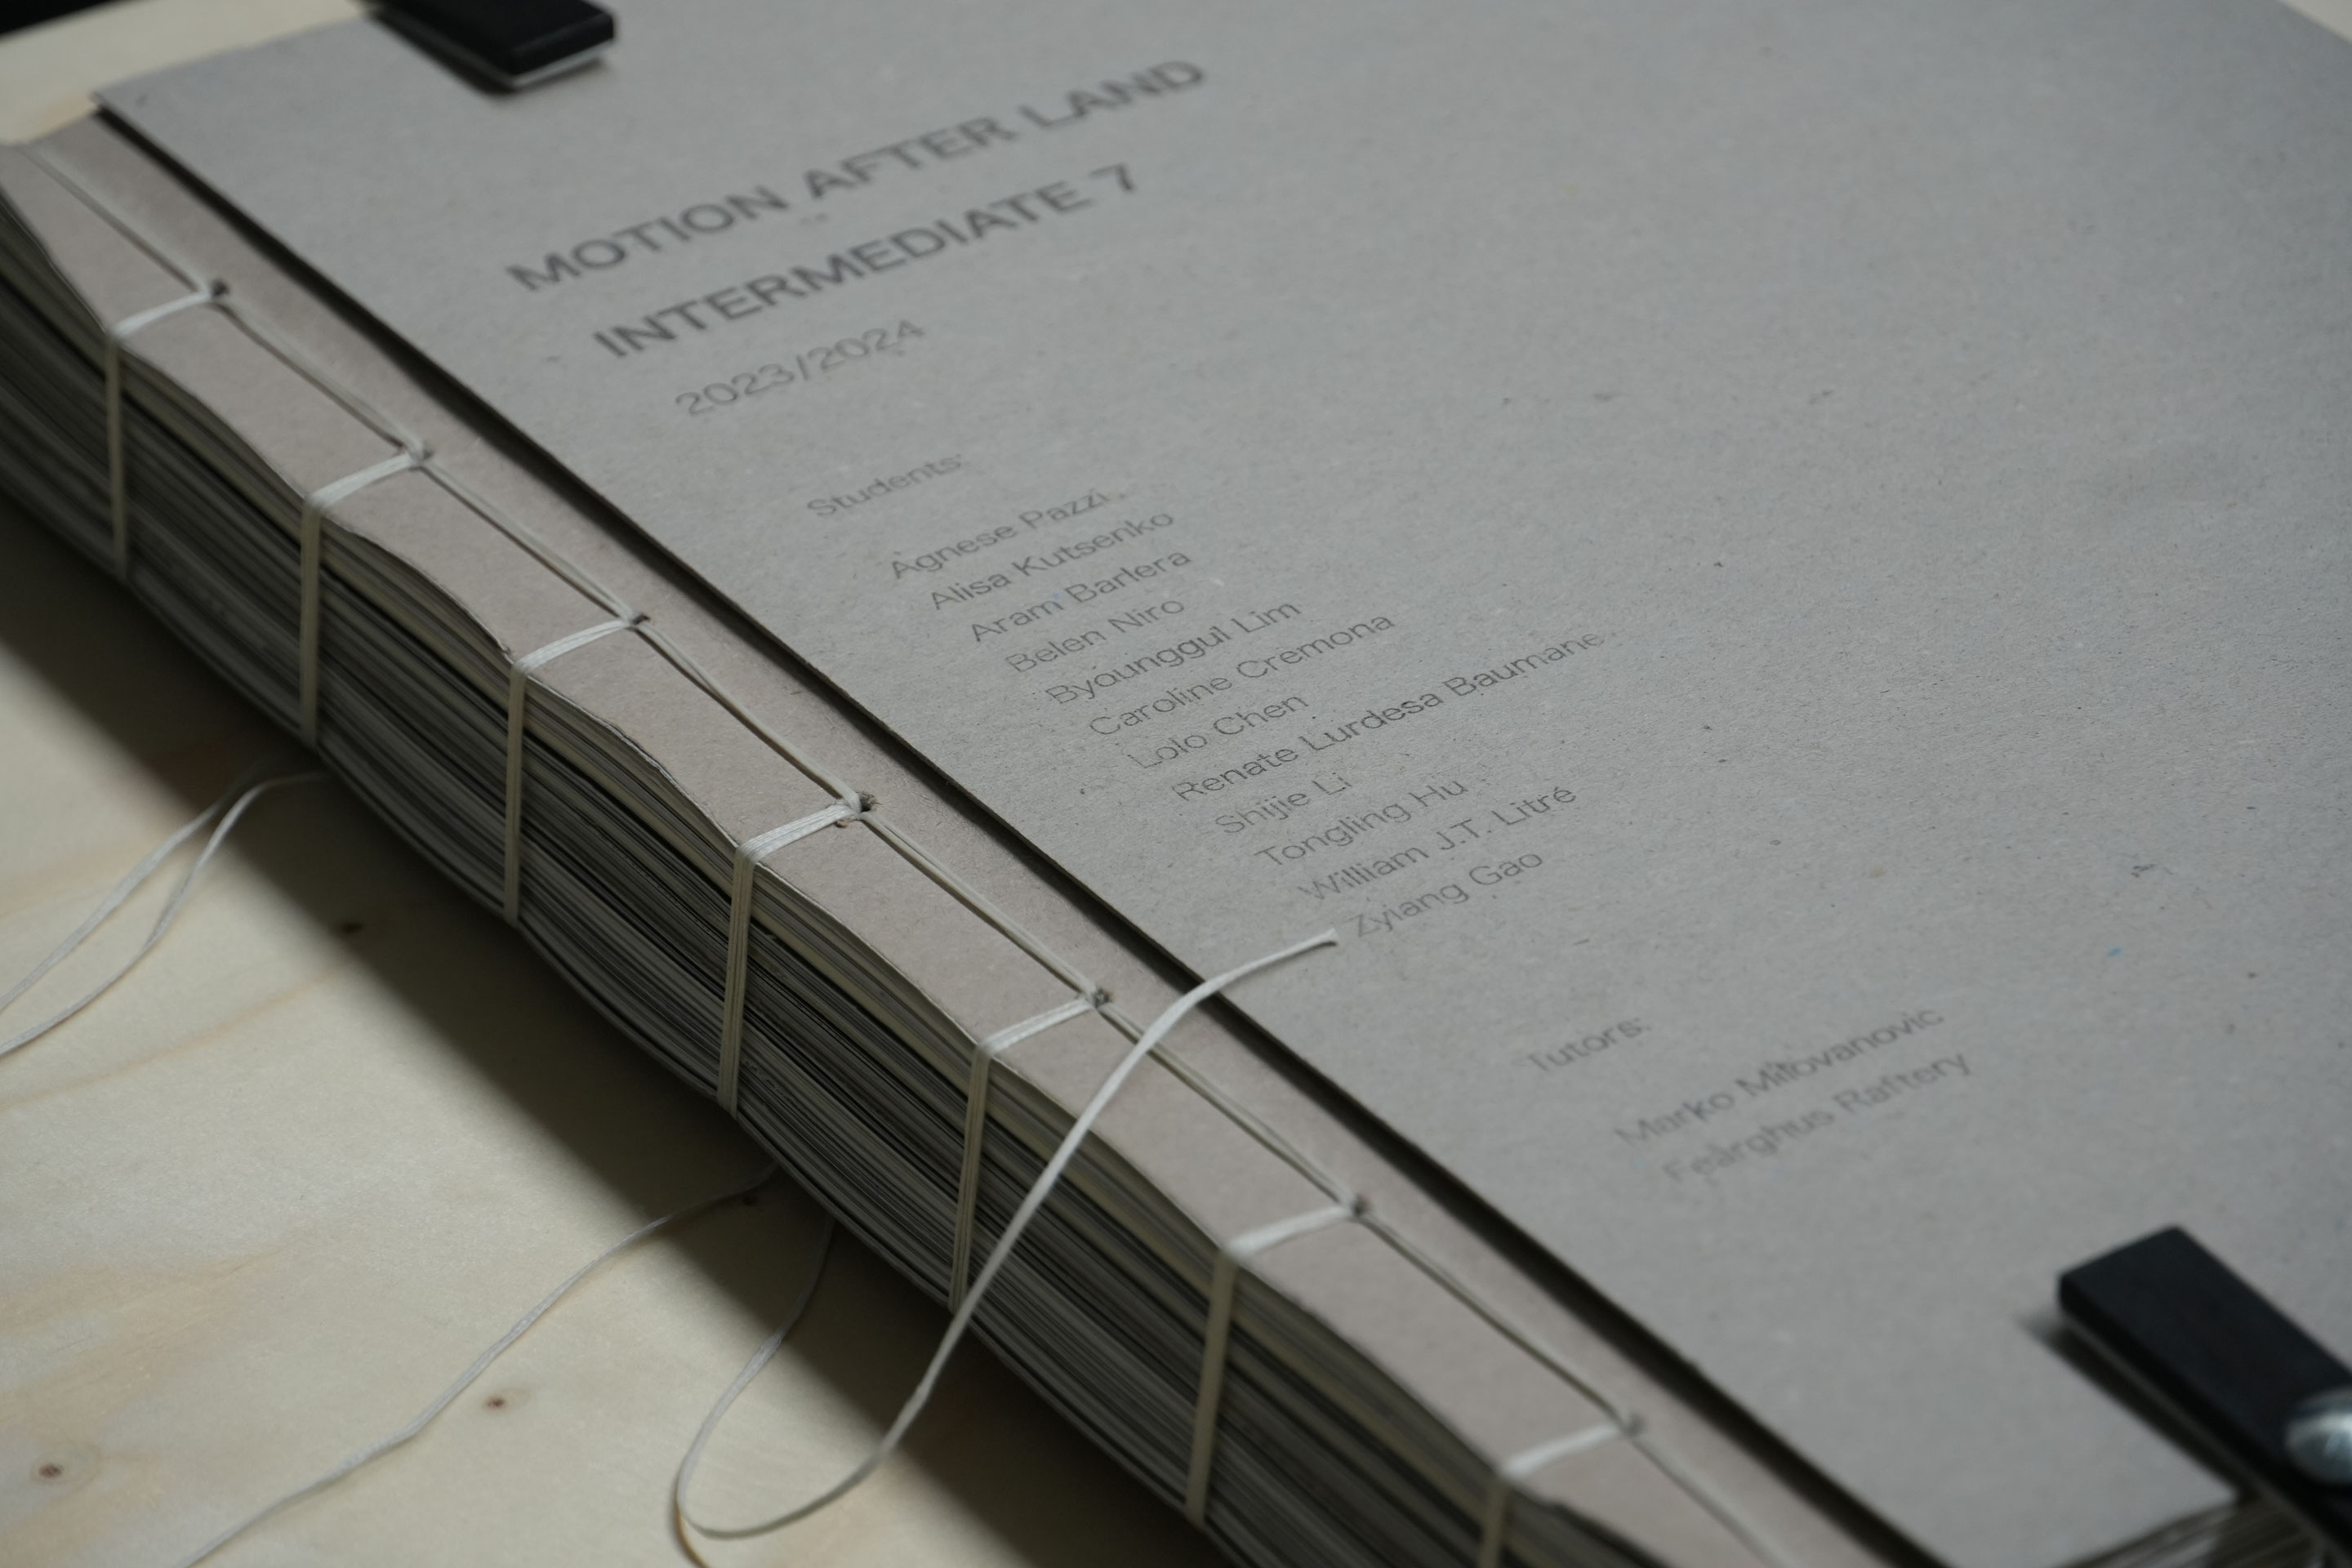 MOTION AFTER LAND
INTERMEDIATE 7
2023/2024
Students:
Agnese Pazzi
Alisa Kutsenko
Aram Barlera
Belen Niro
Byounggul Lim
Caroline Cremona
Lolo Chen
Renate Lurdesa Baumane
Shijie Li
Tongling Hu
William J.T. Litré
Zyiang Gao
Tutors:
Marko Milovanovic
Fearghus Raftery